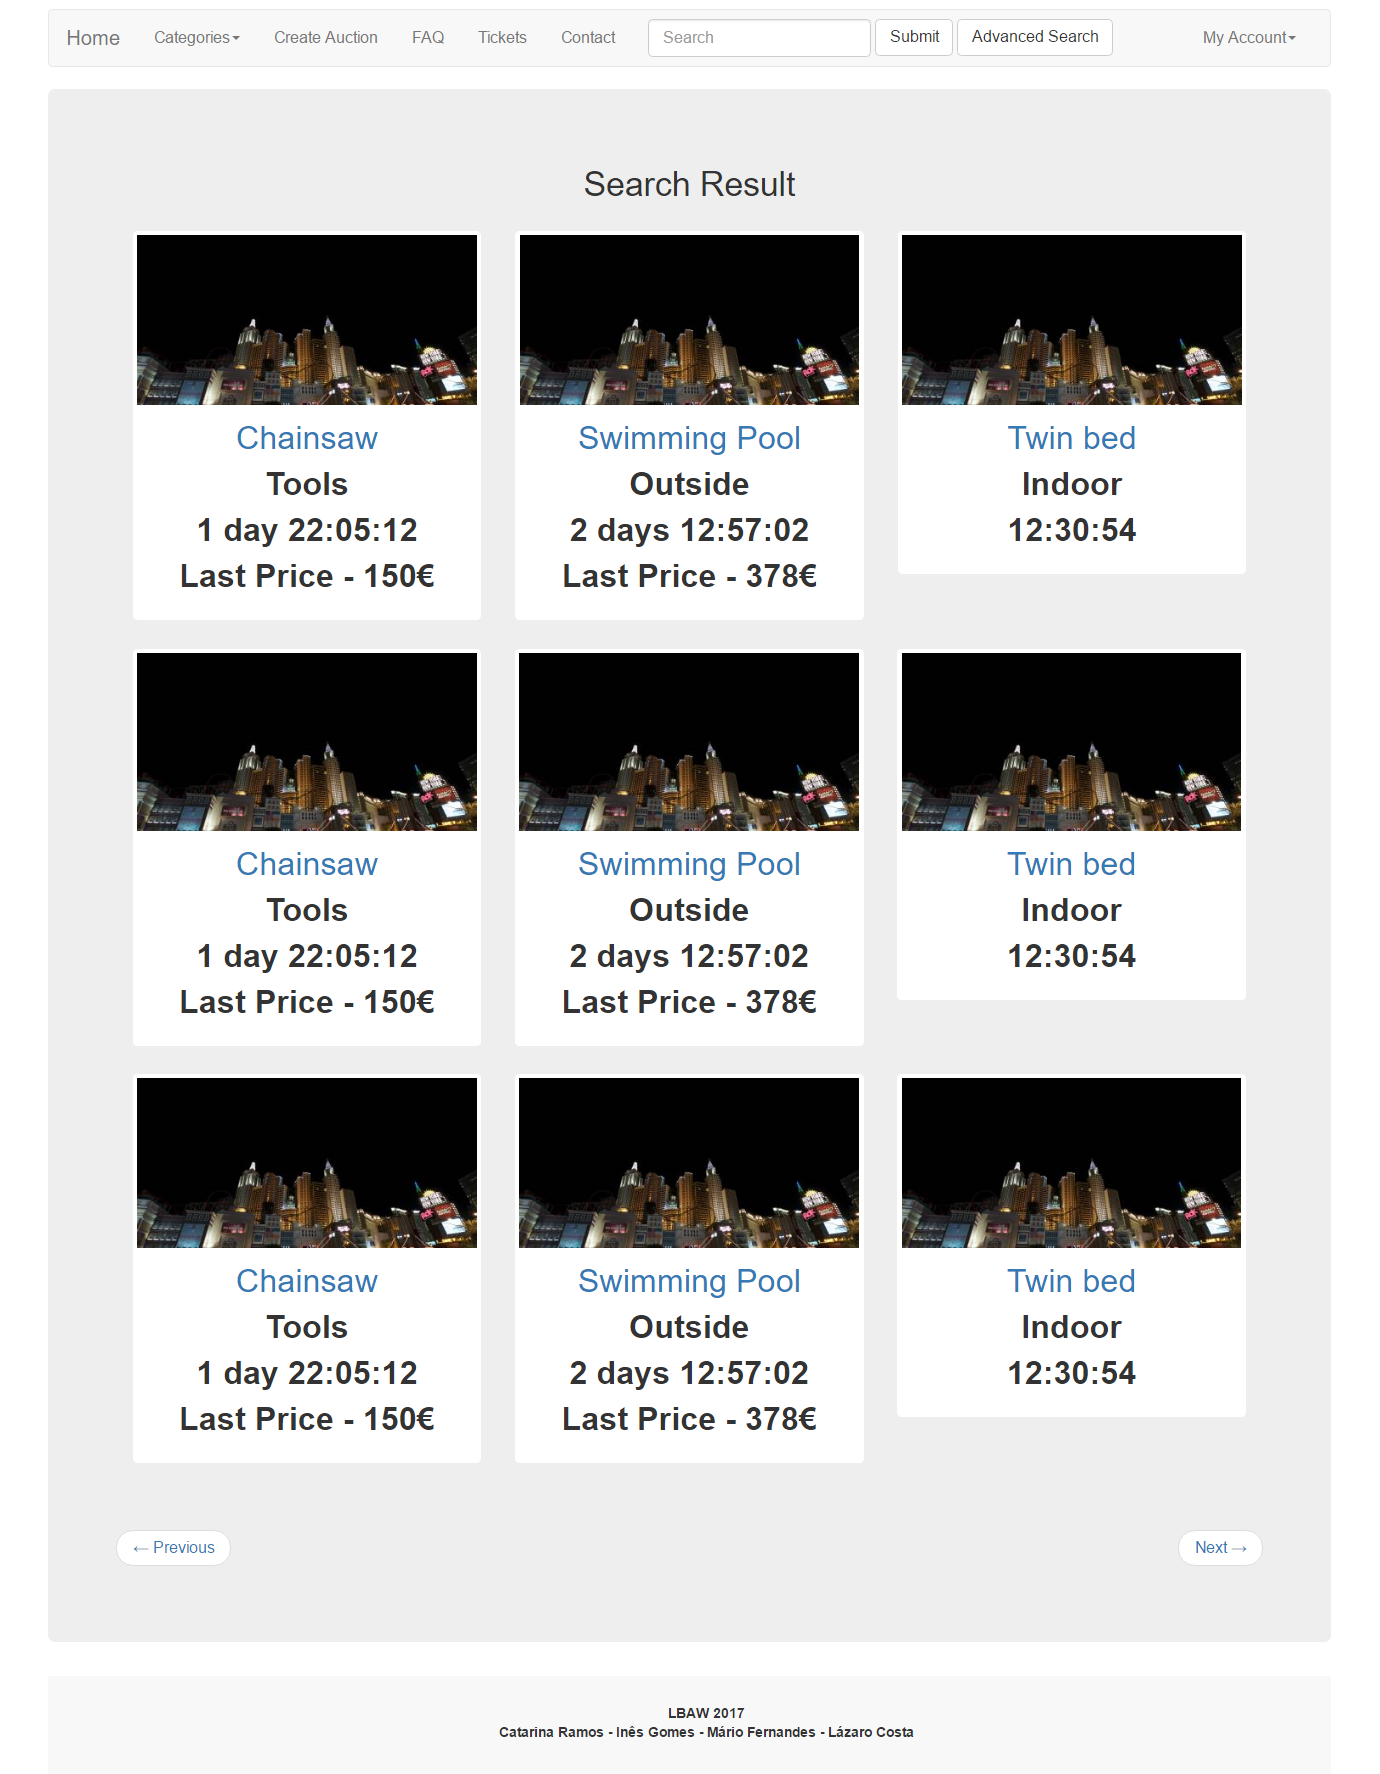 Home Categories Create Auction FAQ Tickets Contact Search Submit Advanced Search My Account
Search Result
Chainsaw
Tools
1 day 22:05:12
Last Price - 150€
Swimming Pool
Outside
2 days 12:57:02
Last Price - 378€
Twin bed
Indoor
12:30:54
Chainsaw
Tools
1 day 22:05:12
Last Price - 150€
Swimming Pool
Outside
2 days 12:57:02
Last Price - 378€
Twin bed
Indoor
12:30:54
Chainsaw
Tools
1 day 22:05:12
Last Price - 150€
Swimming Pool
Outside
2 days 12:57:02
Last Price - 378€
Twin bed
Indoor
12:30:54
← Previous
Next →
LBAW 2017
Catarina Ramos - Inês Gomes - Mário Fernandes - Lázaro Costa